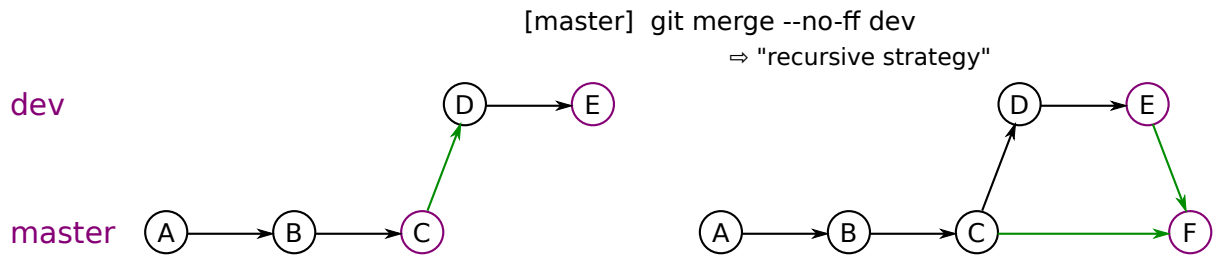 [master] git merge --no-ff dev
⇨ "recursive strategy"
dev
D
E
D
E
master
A
B
C
A
B
C
F